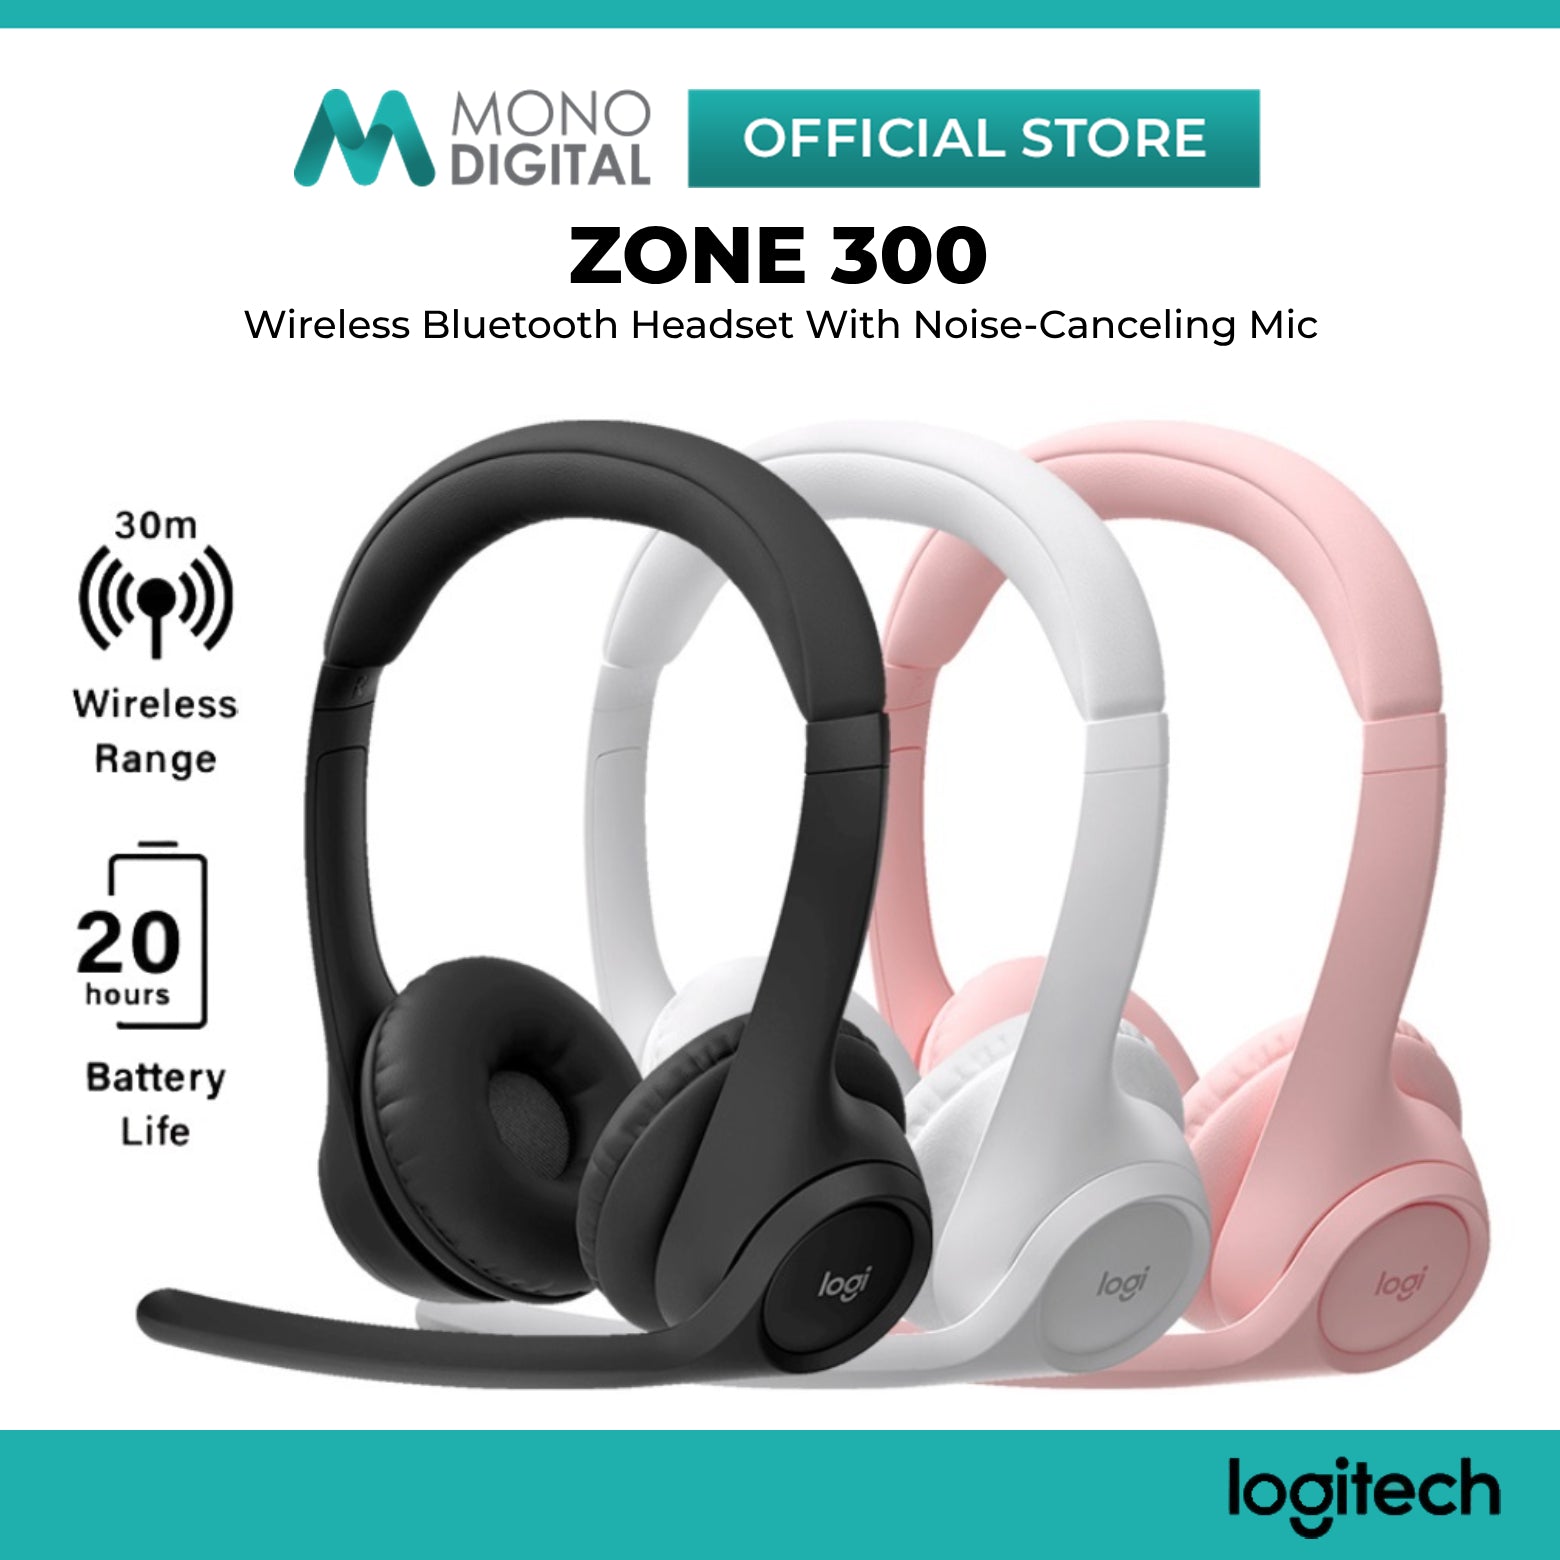 MONO
DIGITAL
OFFICIAL STORE
ZONE 300
Wireless Bluetooth Headset With Noise-Canceling Mic
30m
Wireless
Range
20
hours
Battery
Life
R
logi
logi
logi
logitech